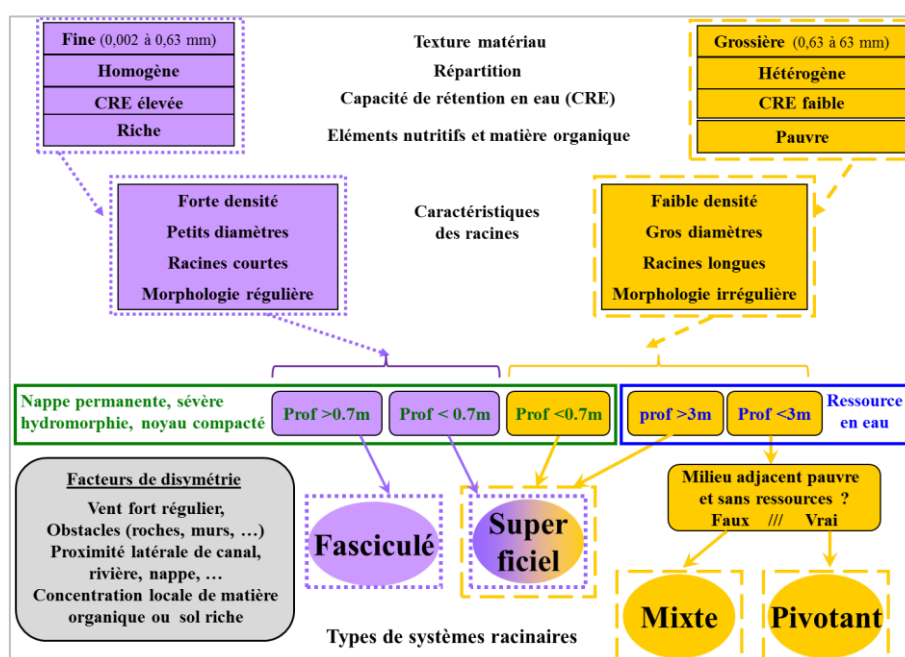 Fine (0,002 à 0,63 mm)
Homogène
CRE élevée
Riche
Texture matériau
Répartition
Capacité de rétention en eau (CRE)
Eléments nutritifs et matière organique
Grossière (0,63 à 63 mm)
Hétérogène
CRE faible
Pauvre
Forte densité
Petits diamètres
Racines courtes
Morphologie régulière
Caractéristiques
des racines
Faible densité
Gros diamètres
Racines longues
Morphologie irrégulière
Nappe permanente, sévère
hydromorphie, noyau compacté
Prof >0.7m
Prof < 0.7m
Prof <0.7m
prof >3m
Prof <3m
Ressource
en eau
Facteurs de disymétrie
Vent fort régulier,
Obstacles (roches, murs, …)
Proximité latérale de canal,
rivière, nappe, …
Concentration locale de matière
organique ou sol riche
Milieu adjacent pauvre
et sans ressources ?
Faux /// Vrai
Fasciculé
Super
ficiel
Mixte
Pivotant
Types de systèmes racinaires